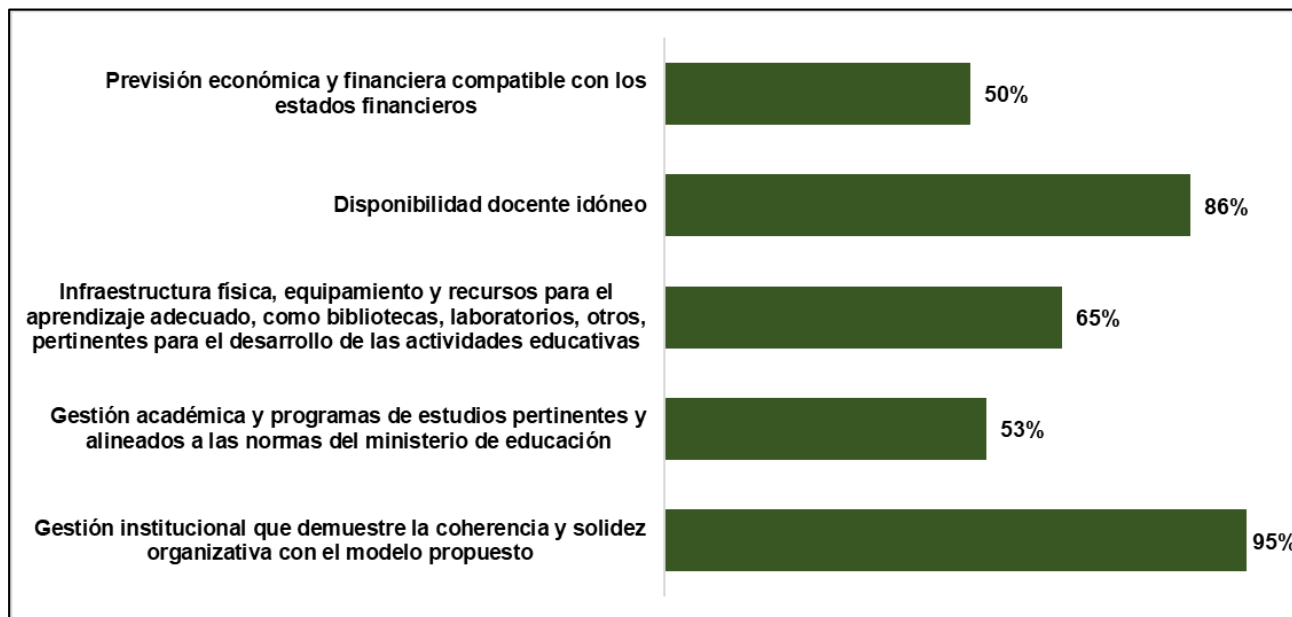 Previsión económica y financiera compatible con los
estados financieros
50%
Disponibilidad docente idóneo
86%
Infraestructura física, equipamiento y recursos para el
aprendizaje adecuado, como bibliotecas, laboratorios, otros,
pertinentes para el desarrollo de las actividades educativas
65%
Gestión académica y programas de estudios pertinentes y
alineados a las normas del ministerio de educación
53%
Gestión institucional que demuestre la coherencia y solidez
organizativa con el modelo propuesto
95%